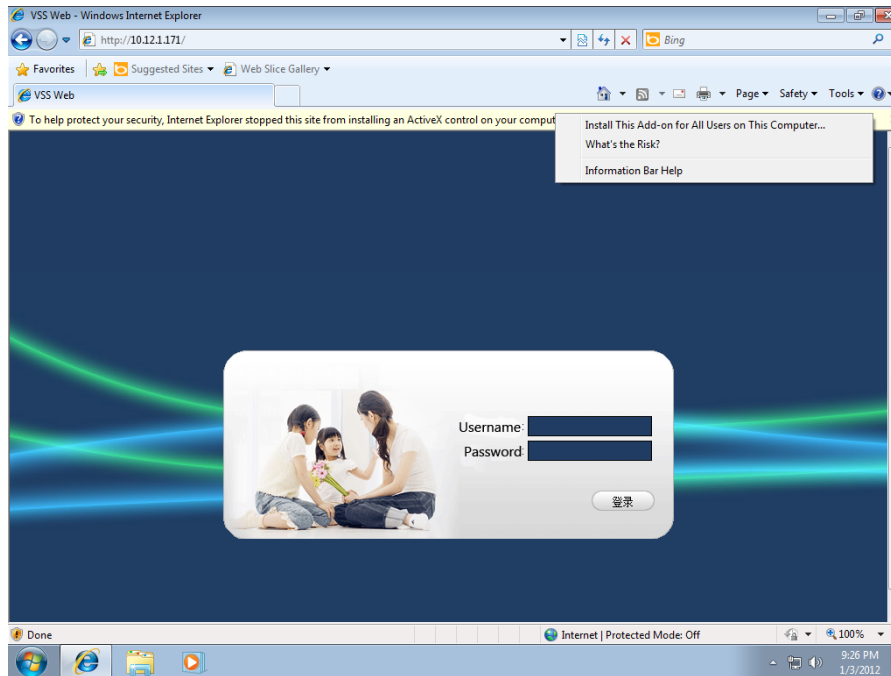 VSS Web - Windows Internet Explorer
http://10.12.1.171/
Bing
Favorites
Suggested Sites
Web Slice Gallery
VSS Web
Page
Safety
Tools
To help protect your security, Internet Explorer stopped this site from installing an ActiveX control on your comput
Install This Add-on for All Users on This Computer...
What's the Risk?
Information Bar Help
Username:
Password:
登录
Done
Internet | Protected Mode: Off
100%
9:26 PM
1/3/2012